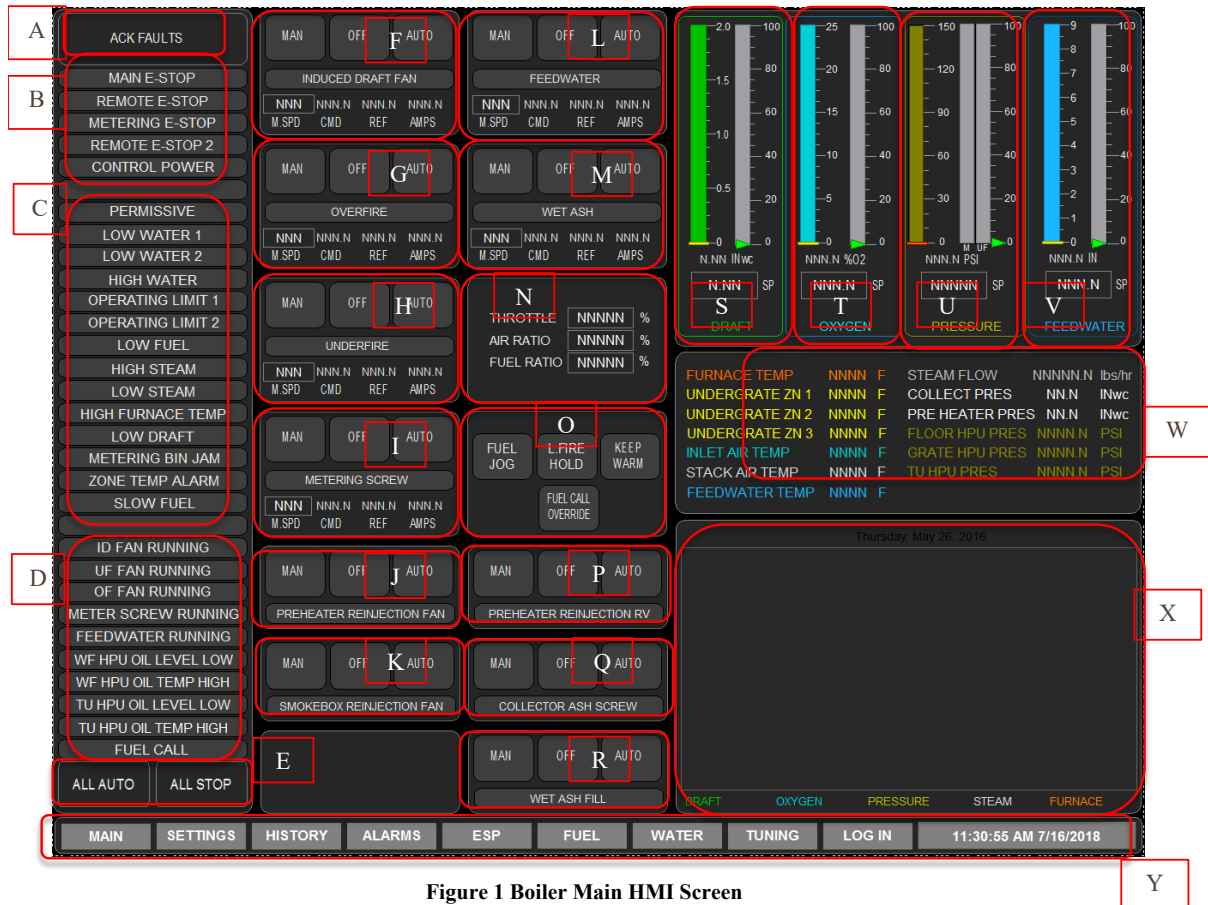 A
ACK FAULTS
B
MAIN E-STOP
REMOTE E-STOP
METERING E-STOP
REMOTE E-STOP 2
CONTROL POWER
C
PERMISSIVE
LOW WATER 1
LOW WATER 2
HIGH WATER
OPERATING LIMIT 1
OPERATING LIMIT 2
LOW FUEL
HIGH STEAM
LOW STEAM
HIGH FURNACE TEMP
LOW DRAFT
METERING BIN JAM
ZONE TEMP ALARM
SLOW FUEL
D
ID FAN RUNNING
UF FAN RUNNING
OF FAN RUNNING
METER SCREW RUNNING
FEEDWATER RUNNING
WF HPU OIL LEVEL LOW
WF HPU OIL TEMP HIGH
TU HPU OIL LEVEL LOW
TU HPU OIL TEMP HIGH
FUEL CALL
ALL AUTO ALL STOP
E
MAN OFF F AUTO
INDUCED DRAFT FAN
NNN NNN.N NNN.N NNN.N
M.SPD CMD REF AMPS
MAN OFF G AUTO
OVERFIRE
NNN NNN.N NNN.N NNN.N
M.SPD CMD REF AMPS
MAN OFF H AUTO
UNDERFIRE
NNN NNN.N NNN.N NNN.N
M.SPD CMD REF AMPS
MAN OFF I AUTO
METERING SCREW
NNN NNN.N NNN.N NNN.N
M.SPD CMD REF AMPS
MAN OFF J AUTO
PREHEATER REINJECTION FAN
MAN OFF K AUTO
SMOKEBOX REINJECTION FAN
MAN OFF L AUTO
FEEDWATER
NNN NNN.N NNN.N NNN.N
M.SPD CMD REF AMPS
MAN OFF M AUTO
WET ASH
NNN NNN.N NNN.N NNN.N
M.SPD CMD REF AMPS
N
THROTTLE NNNNN %
AIR RATIO NNNNN %
FUEL RATIO NNNNN %
O
FUEL JOG
L.FIRE HOLD
KEEP WARM
FUEL CALL
OVERRIDE
MAN OFF P AUTO
PREHEATER REINJECTION RV
MAN OFF Q AUTO
COLLECTOR ASH SCREW
MAN OFF R AUTO
WET ASH FILL
2.0 100
80
1.5
60
1.0
40
0.5
20
0 0
N.NN INwc
N.NN SP
S
DRAFT
25 100
20 80
15 60
10 40
5 20
0 0
NNN.N %O2
NNN.N SP
T
OXYGEN
150 100
120 80
90 60
60 40
30 20
0 M UF 0
NNN.N PSI
NNNNN SP
U
PRESSURE
9 100
8
7 80
6
5 60
4 40
3
2 20
1
0 0
NNN.N IN
NNN.N SP
V
FEEDWATER
FURNACE TEMP NNNN F STEAM FLOW NNNNN.N lbs/hr
UNDERGRATE ZN 1 NNNN F COLLECT PRES NN.N INwc
UNDERGRATE ZN 2 NNNN F PRE HEATER PRES NN.N INwc
UNDERGRATE ZN 3 NNNN F FLOOR HPU PRES NNNN.N PSI
INLET AIR TEMP NNNN F GRATE HPU PRES NNNN.N PSI
STACK AIR TEMP NNNN F TU HPU PRES NNNN.N PSI
FEEDWATER TEMP NNNN F
W
Thursday, May 26, 2016
X
DRAFT OXYGEN PRESSURE STEAM FURNACE
MAIN SETTINGS HISTORY ALARMS ESP FUEL WATER TUNING LOG IN 11:30:55 AM 7/16/2018
Y
Figure 1 Boiler Main HMI Screen